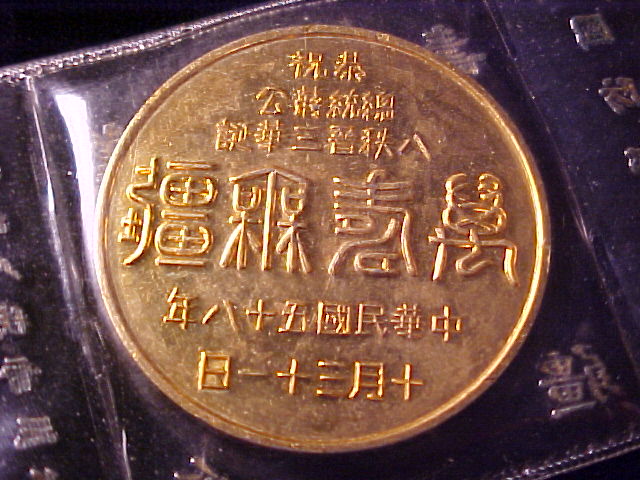 恭祝
總統蔣公
八秩晉三華誕
萬壽無疆
中華民國五十八年
十月三十一日